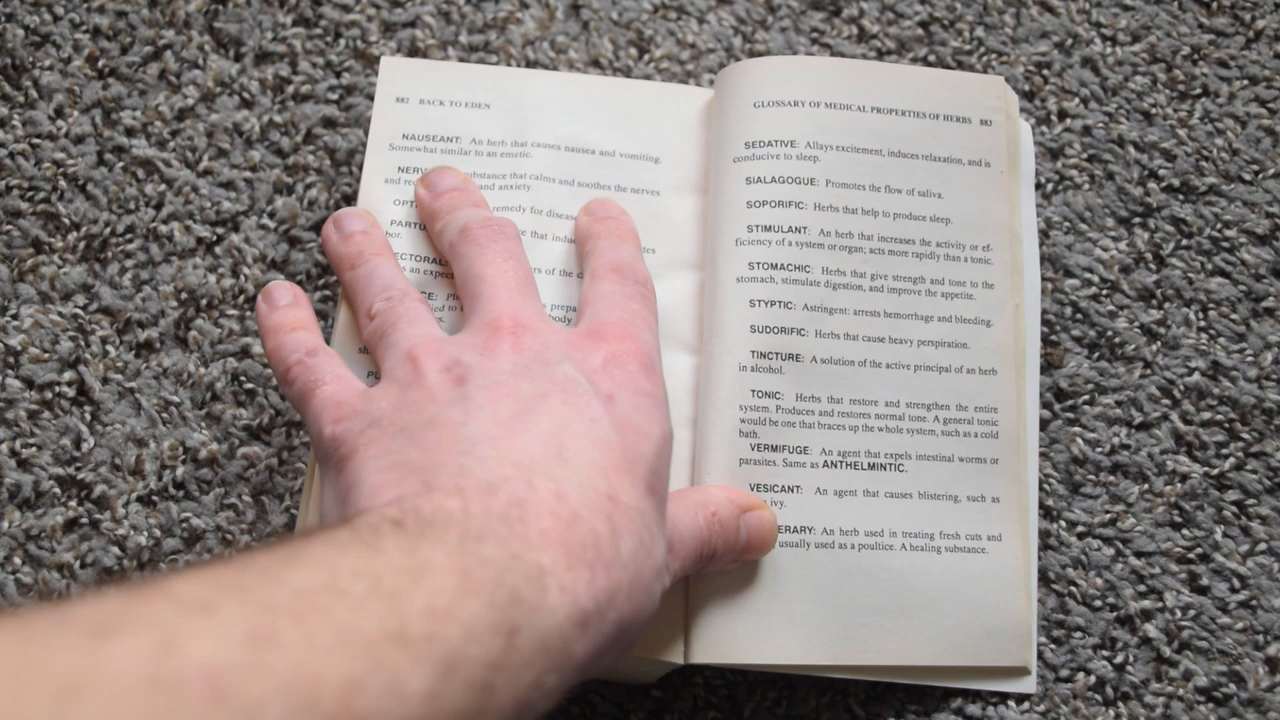 882 BACK TO EDEN
NAUSEANT: An herb that causes nausea and vomiting.
Somewhat similar to an emetic.
substance that calms and soothes the nerves
and and anxiety.
remedy for
that
bor.
an
of the
GLOSSARY OF MEDICAL PROPERTIES OF HERBS 883
SEDATIVE: Allays excitement, induces relaxation, and is
conducive to sleep.
SIALAGOGUE: Promotes the flow of saliva.
SOPORIFIC: Herbs that help to produce sleep.
STIMULANT: An herb that increases the activity or ef-
ficiency of a system or organ; acts more rapidly than a tonic.
STOMACHIC: Herbs that give strength and tone to the
stomach, stimulate digestion, and improve the appetite.
STYPTIC: Astringent: arrests hemorrhage and bleeding.
SUDORIFIC: Herbs that cause heavy perspiration.
TINCTURE: A solution of the active principal of an herb
in alcohol.
TONIC: Herbs that restore and strengthen the entire
system. Produces and restores normal tone. A general tonic
would be one that braces up the whole system, such as a cold
bath.
VERMIFUGE: An agent that expels intestinal worms or
parasites. Same as ANTHELMINTIC.
VESICANT: An agent that causes blistering, such as
ivy.
ERARY: An herb used in treating fresh cuts and
usually used as a poultice. A healing substance.